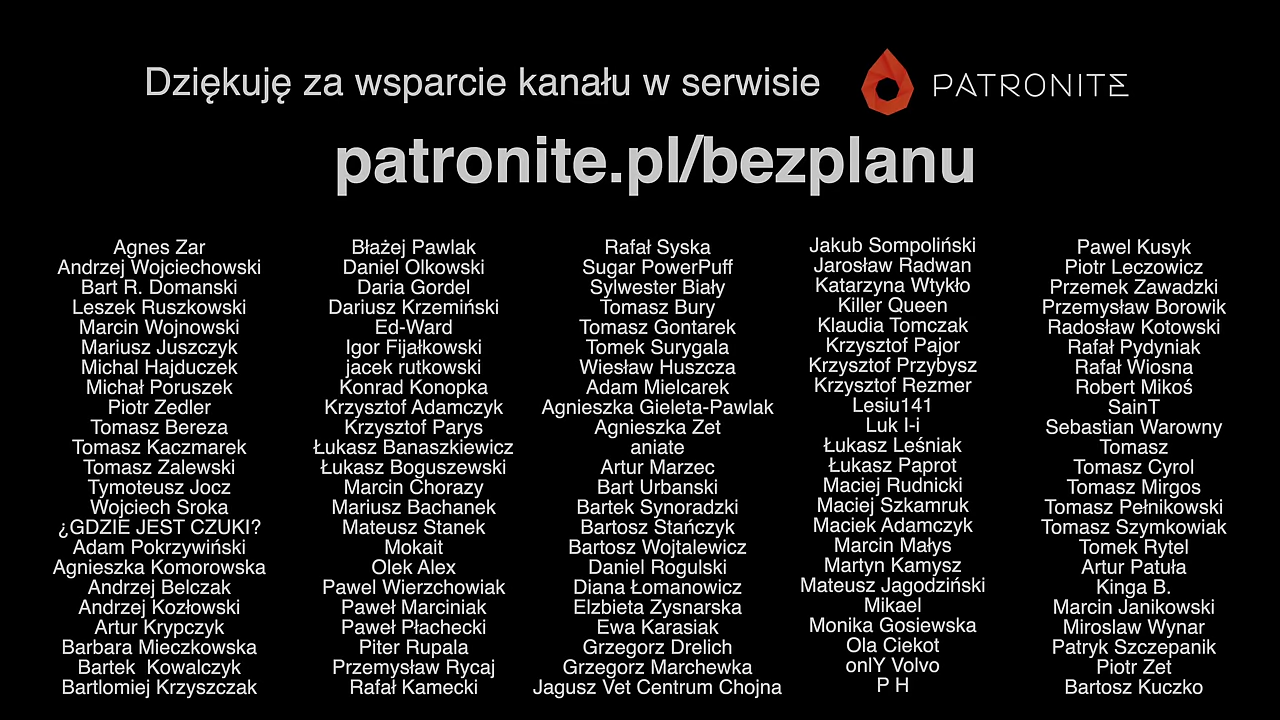 Dziękuję za wsparcie kanału w serwisie PATRONITE
patronite.pl/bezplanu
Agnes Zar
Andrzej Wojciechowski
Bart R. Domanski
Leszek Ruszkowski
Marcin Wojnowski
Mariusz Juszczyk
Michal Hajduczek
Michał Poruszek
Piotr Zedler
Tomasz Bereza
Tomasz Kaczmarek
Tomasz Zalewski
Tymoteusz Jocz
Wojciech Sroka
¿GDZIE JEST CZUKI?
Adam Pokrzywiński
Agnieszka Komorowska
Andrzej Belczak
Andrzej Kozłowski
Artur Krypczyk
Barbara Mieczkowska
Bartek  Kowalczyk
Bartlomiej Krzyszczak
Błażej Pawlak
Daniel Olkowski
Daria Gordel
Dariusz Krzemiński
Ed-Ward
Igor Fijałkowski
jacek rutkowski
Konrad Konopka
Krzysztof Adamczyk
Krzysztof Parys
Łukasz Banaszkiewicz
Łukasz Boguszewski
Marcin Chorazy
Mariusz Bachanek
Mateusz Stanek
Mokait
Olek Alex
Pawel Wierzchowiak
Paweł Marciniak
Paweł Płachecki
Piter Rupala
Przemysław Rycaj
Rafał Kamecki
Rafał Syska
Sugar PowerPuff
Sylwester Biały
Tomasz Bury
Tomasz Gontarek
Tomek Surygala
Wiesław Huszcza
Adam Mielcarek
Agnieszka Gieleta-Pawlak
Agnieszka Zet
aniate
Artur Marzec
Bart Urbanski
Bartek Synoradzki
Bartosz Stańczyk
Bartosz Wojtalewicz
Daniel Rogulski
Diana Łomanowicz
Elzbieta Zysnarska
Ewa Karasiak
Grzegorz Drelich
Grzegorz Marchewka
Jagusz Vet Centrum Chojna
Jakub Sompoliński
Jarosław Radwan
Katarzyna Wtykło
Killer Queen
Klaudia Tomczak
Krzysztof Pajor
Krzysztof Przybysz
Krzysztof Rezmer
Lesiu141
Luk I-i
Łukasz Leśniak
Łukasz Paprot
Maciej Rudnicki
Maciej Szkamruk
Maciek Adamczyk
Marcin Małys
Martyn Kamysz
Mateusz Jagodziński
Mikael
Monika Gosiewska
Ola Ciekot
onlY Volvo
P H
Pawel Kusyk
Piotr Leczowicz
Przemek Zawadzki
Przemysław Borowik
Radosław Kotowski
Rafał Pydyniak
Rafał Wiosna
Robert Mikoś
SainT
Sebastian Warowny
Tomasz
Tomasz Cyrol
Tomasz Mirgos
Tomasz Pełnikowski
Tomasz Szymkowiak
Tomek Rytel
Artur Patuła
Kinga B.
Marcin Janikowski
Miroslaw Wynar
Patryk Szczepanik
Piotr Zet
Bartosz Kuczko